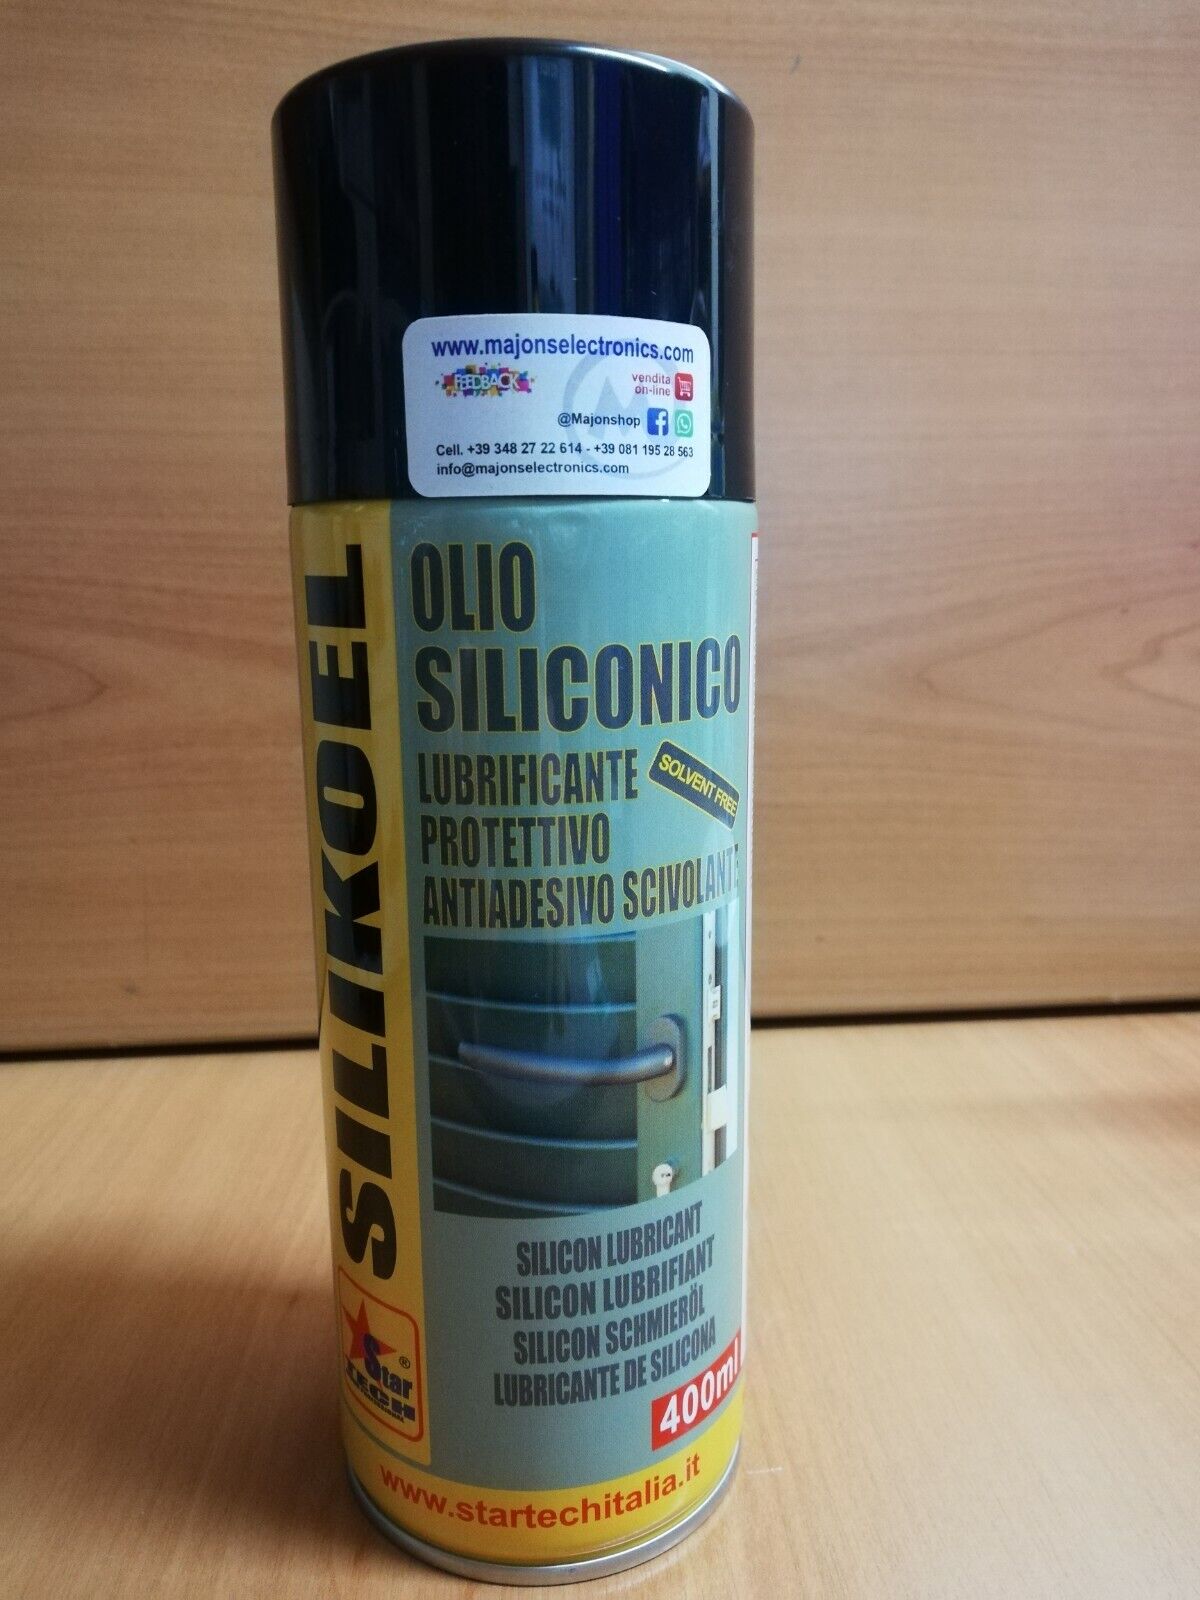 www.majonselectronics.com
FEEDBACK
vendita
on-line
@Majonshop
Cell. +39 348 27 22 614 - +39 081 195 28 563
info@majonselectronics.com
SILIKOEL
OLIO
SILICONICO
LUBRIFICANTE
SOLVENT FREE
PROTETTIVO
ANTIADESIVO SCIVOLANTE
SILICON LUBRICANT
SILICON LUBRIFIANT
SILICON SCHMIERÖL
LUBRICANTE DE SILICONA
400ml
Star ®
TECH
www.startechitalia.it